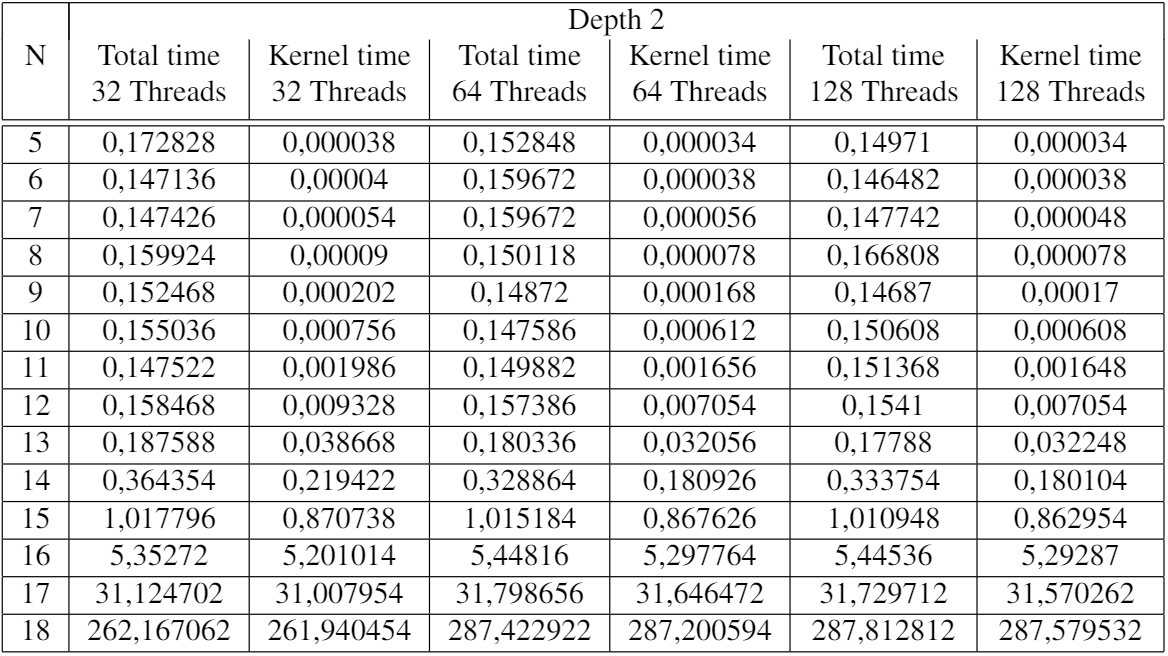 Depth 2
N Total time Kernel time Total time Kernel time Total time Kernel time
32 Threads 32 Threads 64 Threads 64 Threads 128 Threads 128 Threads
5 0,172828 0,000038 0,152848 0,000034 0,14971 0,000034
6 0,147136 0,00004 0,159672 0,000038 0,146482 0,000038
7 0,147426 0,000054 0,159672 0,000056 0,147742 0,000048
8 0,159924 0,00009 0,150118 0,000078 0,166808 0,000078
9 0,152468 0,000202 0,14872 0,000168 0,14687 0,00017
10 0,155036 0,000756 0,147586 0,000612 0,150608 0,000608
11 0,147522 0,001986 0,149882 0,001656 0,151368 0,001648
12 0,158468 0,009328 0,157386 0,007054 0,1541 0,007054
13 0,187588 0,038668 0,180336 0,032056 0,17788 0,032248
14 0,364354 0,219422 0,328864 0,180926 0,333754 0,180104
15 1,017796 0,870738 1,015184 0,867626 1,010948 0,862954
16 5,35272 5,201014 5,44816 5,297764 5,44536 5,29287
17 31,124702 31,007954 31,798656 31,646472 31,729712 31,570262
18 262,167062 261,940454 287,422922 287,200594 287,812812 287,579532